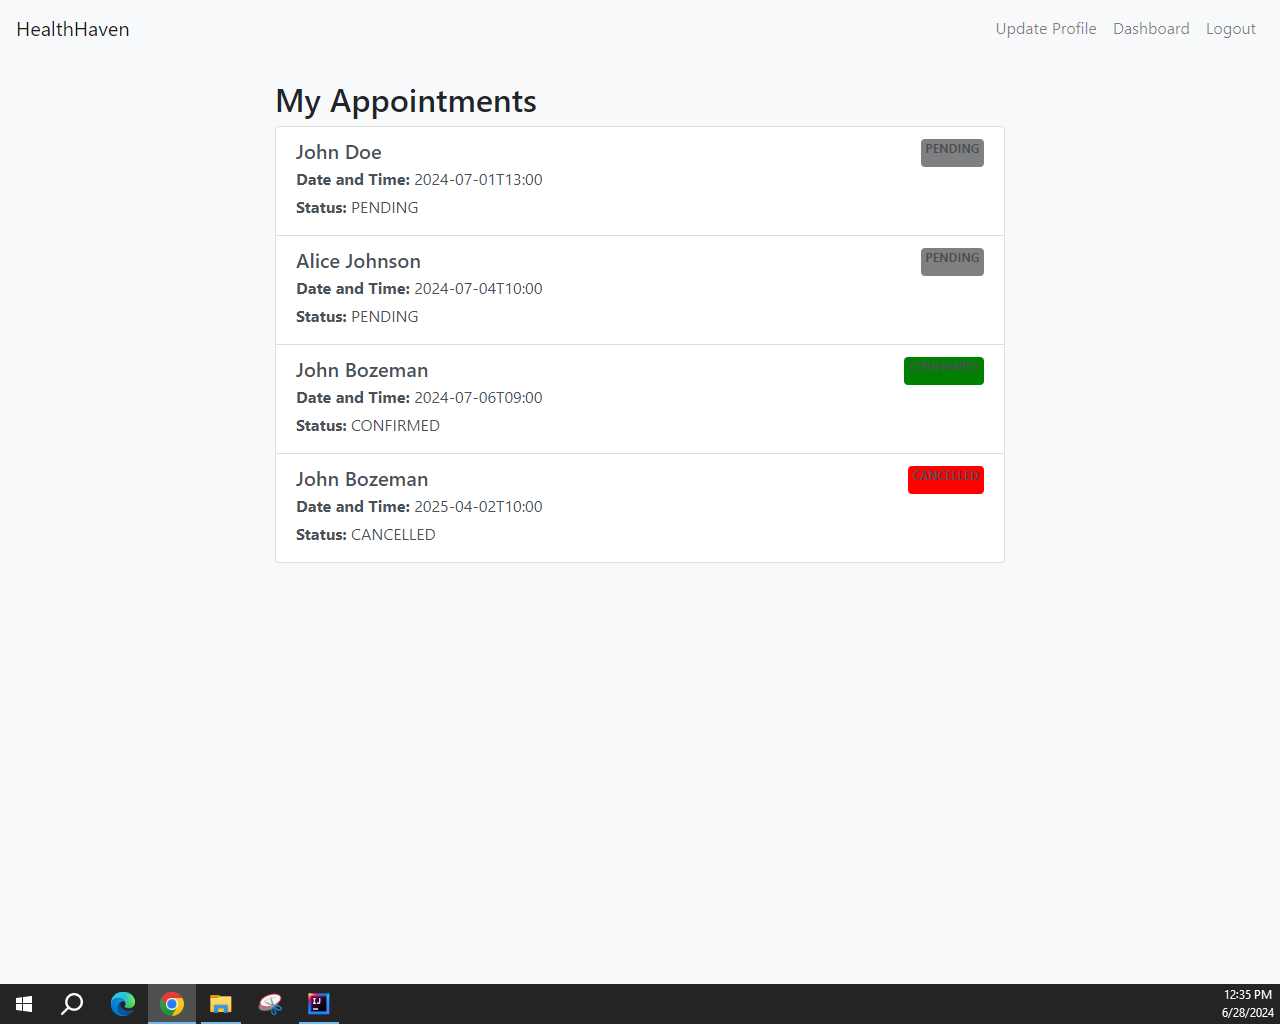 HealthHaven
Update Profile Dashboard Logout
My Appointments
John Doe
PENDING
Date and Time: 2024-07-01T13:00
Status: PENDING
Alice Johnson
PENDING
Date and Time: 2024-07-04T10:00
Status: PENDING
John Bozeman
CONFIRMED
Date and Time: 2024-07-06T09:00
Status: CONFIRMED
John Bozeman
CANCELLED
Date and Time: 2025-04-02T10:00
Status: CANCELLED
IJ
12:35 PM
6/28/2024